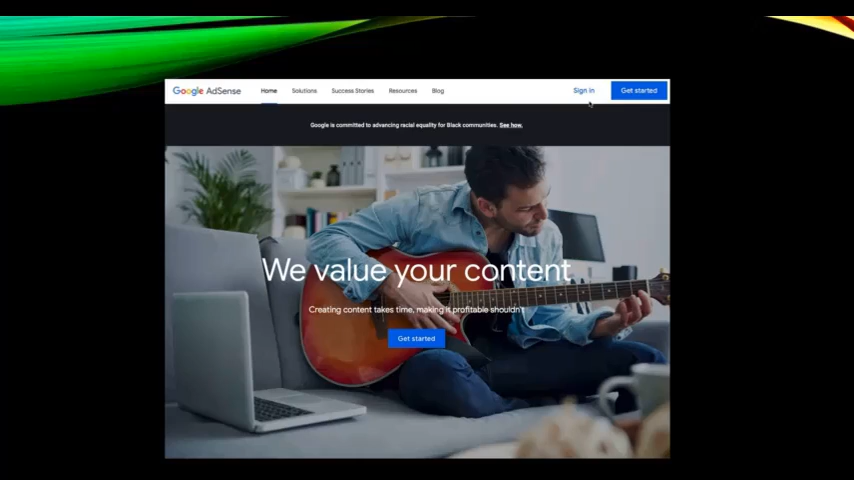 Google AdSense Home Solutions Success Stories Resources Blog Sign in Get started
Google is committed to advancing racial equality for Black communities. See how.
We value your content
Creating content takes time, making it profitable shouldn't
Get started